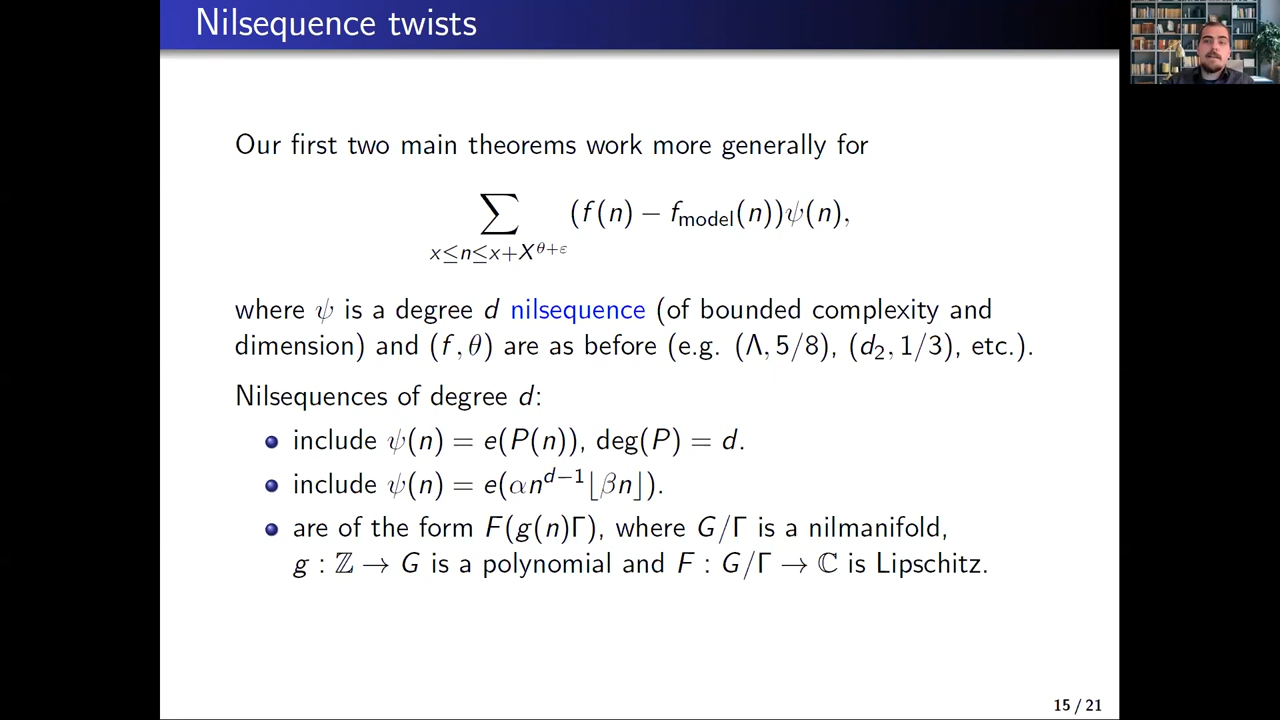 Nilsequence twists
Our first two main theorems work more generally for
∑_{x≤n≤x+X^{θ+ε}} (f(n) − f_model(n))ψ(n),
where ψ is a degree d nilsequence (of bounded complexity and
dimension) and (f, θ) are as before (e.g. (Λ, 5/8), (d₂, 1/3), etc.).
Nilsequences of degree d:
include ψ(n) = e(P(n)), deg(P) = d.
include ψ(n) = e(αn^{d−1}⌊βn⌋).
are of the form F(g(n)Γ), where G/Γ is a nilmanifold,
g : ℤ → G is a polynomial and F : G/Γ → ℂ is Lipschitz.
15 / 21